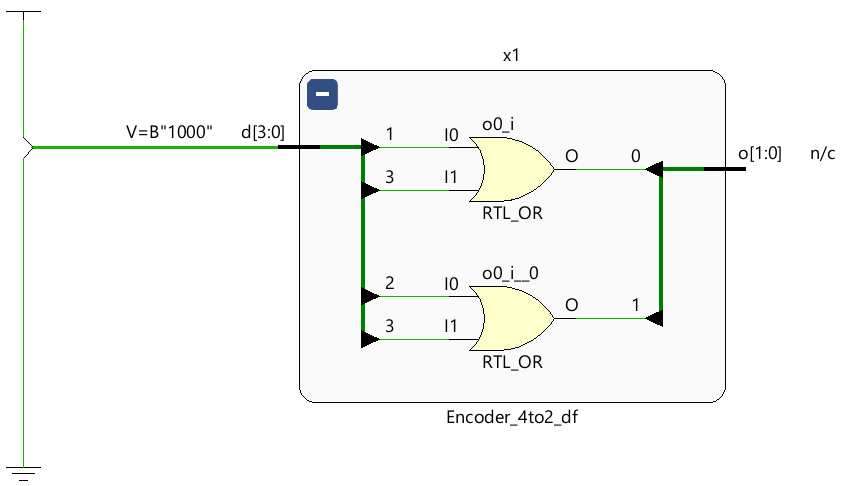 x1
V=B"1000" d[3:0]
1 I0 o0_i O 0
3 I1
RTL_OR
o[1:0] n/c
2 I0 o0_i__0 O 1
3 I1
RTL_OR
Encoder_4to2_df